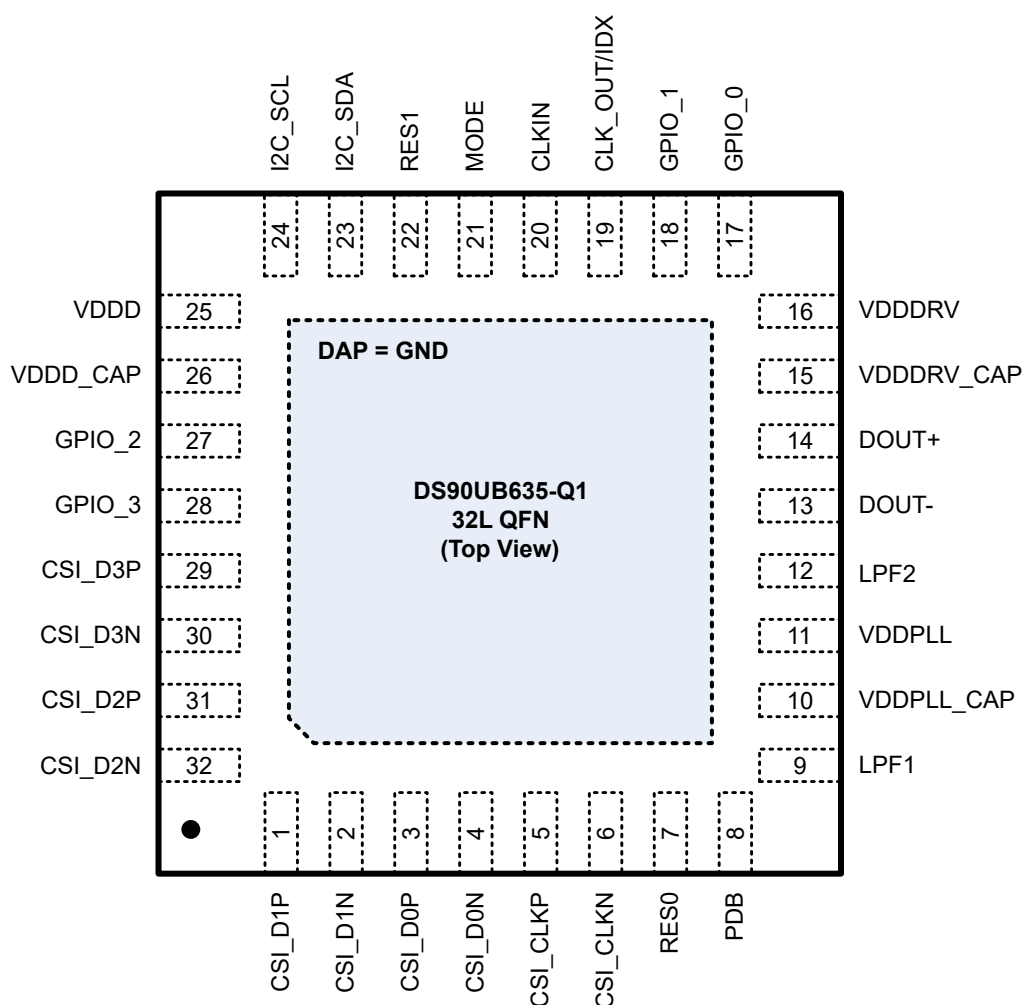 I2C_SCL
I2C_SDA
RES1
MODE
CLKIN
CLK_OUT/IDX
GPIO_1
GPIO_0
24
23
22
21
20
19
18
17
VDDD
25
16
VDDDRV
VDDD_CAP
26
15
VDDDRV_CAP
GPIO_2
27
14
DOUT+
GPIO_3
28
13
DOUT-
CSI_D3P
29
12
LPF2
CSI_D3N
30
11
VDDPLL
CSI_D2P
31
10
VDDPLL_CAP
CSI_D2N
32
9
LPF1
DAP = GND
DS90UB635-Q1
32L QFN
(Top View)
1
2
3
4
5
6
7
8
CSI_D1P
CSI_D1N
CSI_D0P
CSI_D0N
CSI_CLKP
CSI_CLKN
RES0
PDB